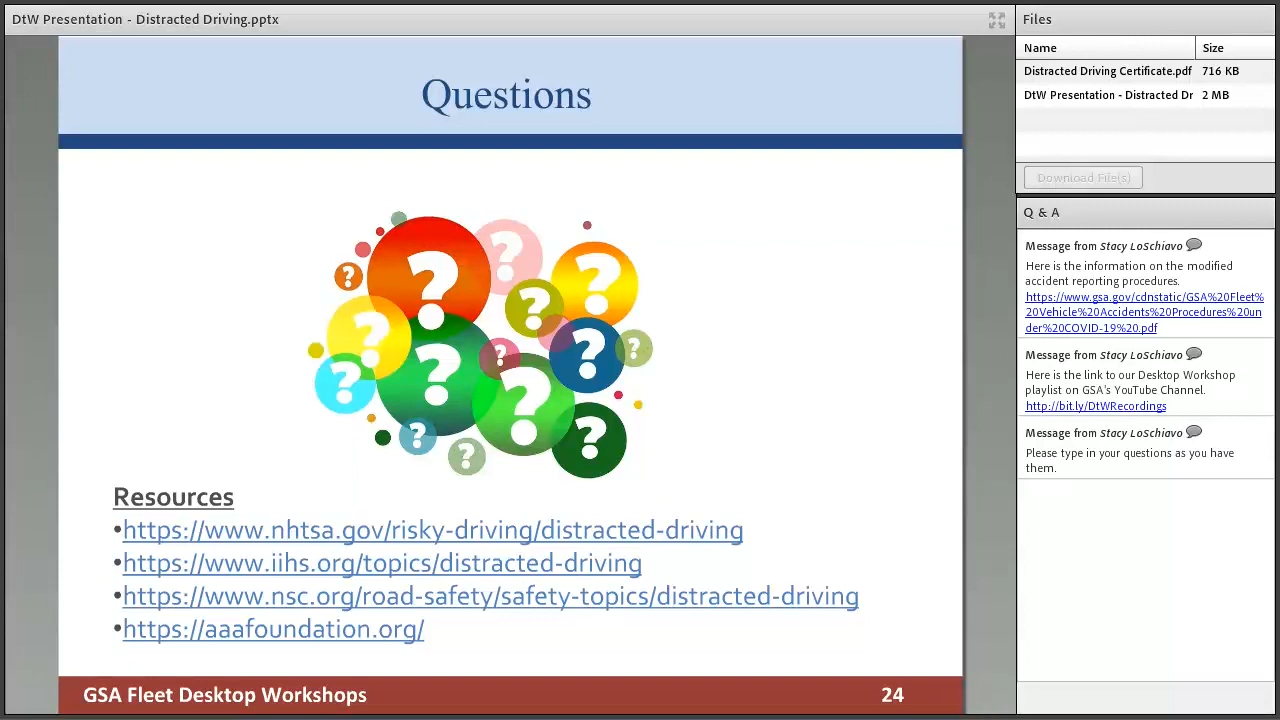 DtW Presentation - Distracted Driving.pptx
Questions
? ? ? ? ? ? ? ? ? ? ? ? ? ?
Resources
•https://www.nhtsa.gov/risky-driving/distracted-driving
•https://www.iihs.org/topics/distracted-driving
•https://www.nsc.org/road-safety/safety-topics/distracted-driving
•https://aaafoundation.org/
GSA Fleet Desktop Workshops 24
Files
Name Size
Distracted Driving Certificate.pdf 716 KB
DtW Presentation - Distracted Dr 2 MB
Download File(s)
Q & A
Message from Stacy LoSchiavo
Here is the information on the modified
accident reporting procedures.
https://www.gsa.gov/cdnstatic/GSA%20Fleet%
20Vehicle%20Accidents%20Procedures%20un
der%20COVID-19%20.pdf
Message from Stacy LoSchiavo
Here is the link to our Desktop Workshop
playlist on GSA's YouTube Channel.
http://bit.ly/DtWRecordings
Message from Stacy LoSchiavo
Please type in your questions as you have
them.